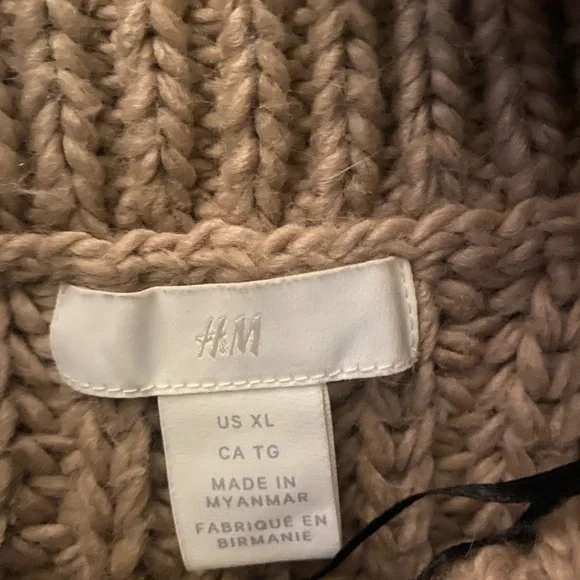 H&M
US XL
CA TG
MADE IN
MYANMAR
FABRIQUÉ EN
BIRMANIE